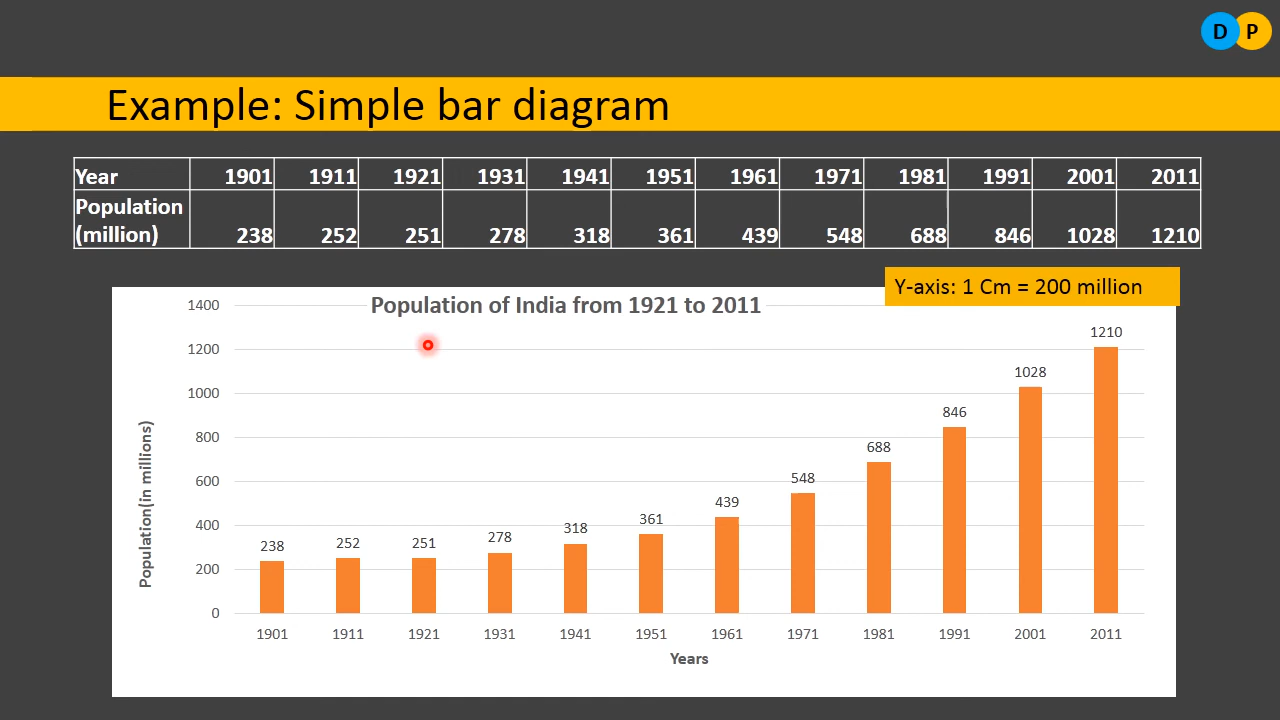 D P
Example: Simple bar diagram
Year 1901 1911 1921 1931 1941 1951 1961 1971 1981 1991 2001 2011
Population
(million) 238 252 251 278 318 361 439 548 688 846 1028 1210
Y-axis: 1 Cm = 200 million
Population of India from 1921 to 2011
1400
1200
1000
800
600
400
200
0
Population(in millions)
238 252 251 278 318 361 439 548 688 846 1028 1210
1901 1911 1921 1931 1941 1951 1961 1971 1981 1991 2001 2011
Years